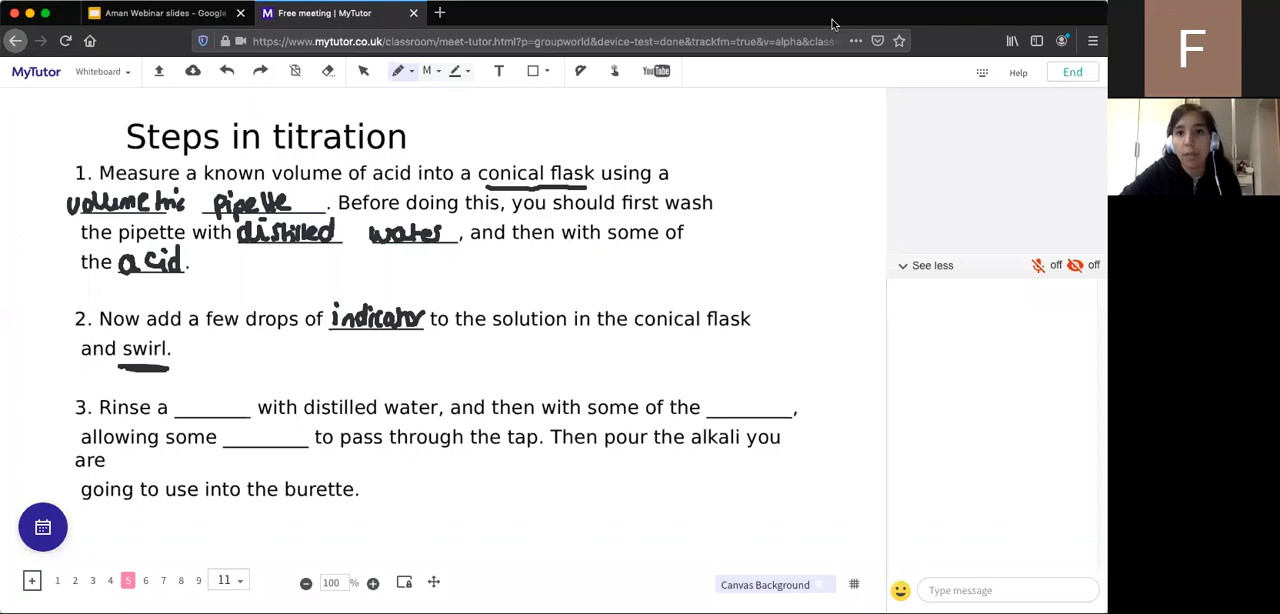 Aman Webinar slides - Google
Free meeting | MyTutor
https://www.mytutor.co.uk/classroom/meet-tutor.html?p=groupworld&device-test=done&trackfm=true&v=alpha&class
MyTutor Whiteboard M T YouTube Help End
F
Steps in titration
1. Measure a known volume of acid into a conical flask using a
volumetric pipette. Before doing this, you should first wash
the pipette with distilled water, and then with some of
the acid.
2. Now add a few drops of indicator to the solution in the conical flask
and swirl.
3. Rinse a _______ with distilled water, and then with some of the ________,
allowing some ________ to pass through the tap. Then pour the alkali you
are
going to use into the burette.
See less off off
1 2 3 4 5 6 7 8 9 11 100 % Canvas Background Type message